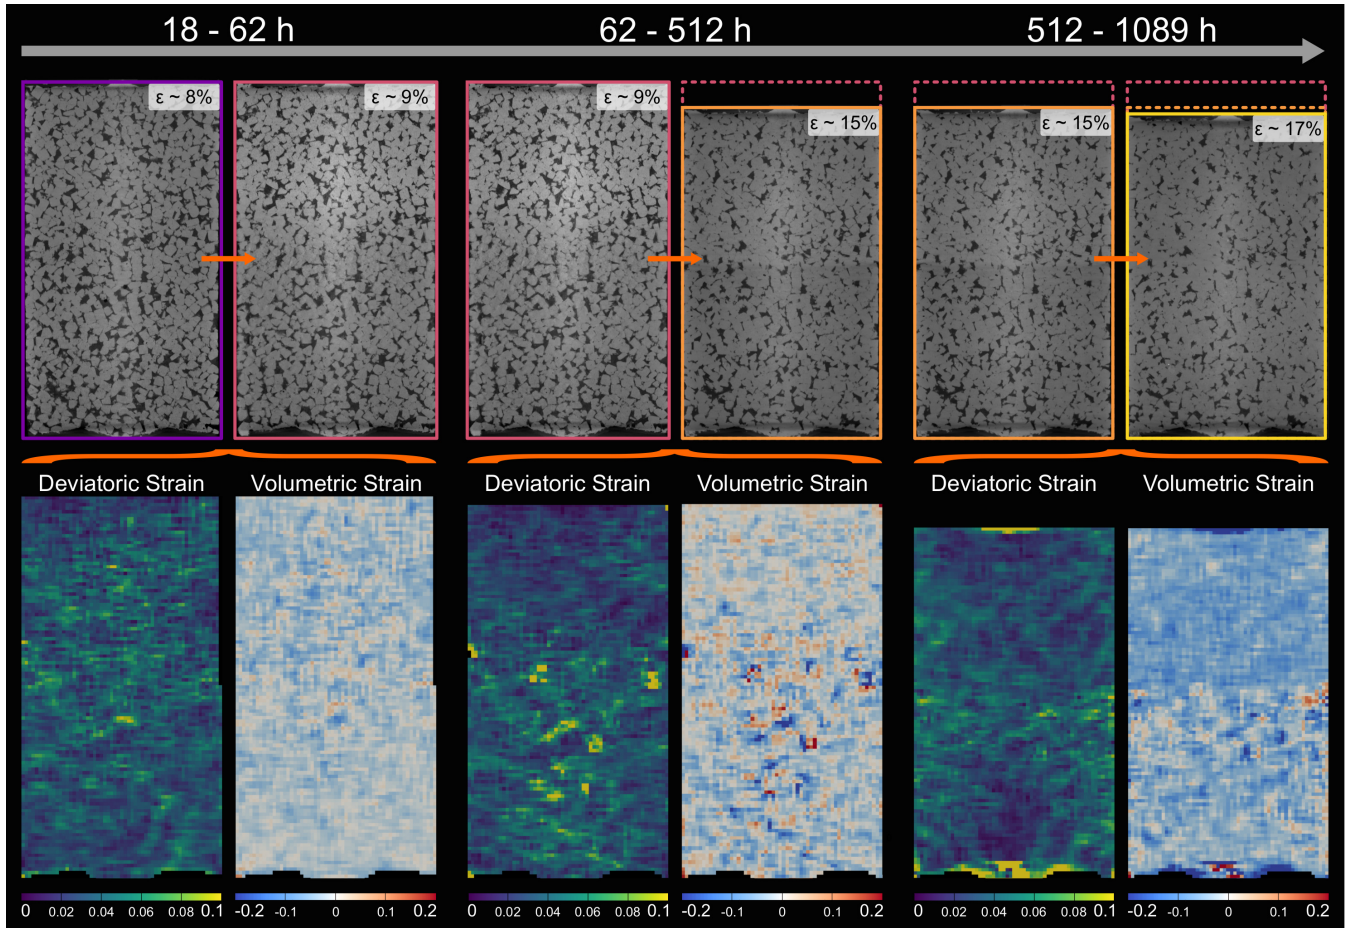 18 - 62 h
62 - 512 h
512 - 1089 h
ε ~ 8%
ε ~ 9%
ε ~ 9%
ε ~ 15%
ε ~ 15%
ε ~ 17%
Deviatoric Strain
Volumetric Strain
Deviatoric Strain
Volumetric Strain
Deviatoric Strain
Volumetric Strain
0 0.02 0.04 0.06 0.08 0.1
-0.2 -0.1 0 0.1 0.2
0 0.02 0.04 0.06 0.08 0.1
-0.2 -0.1 0 0.1 0.2
0 0.02 0.04 0.06 0.08 0.1
-0.2 -0.1 0 0.1 0.2